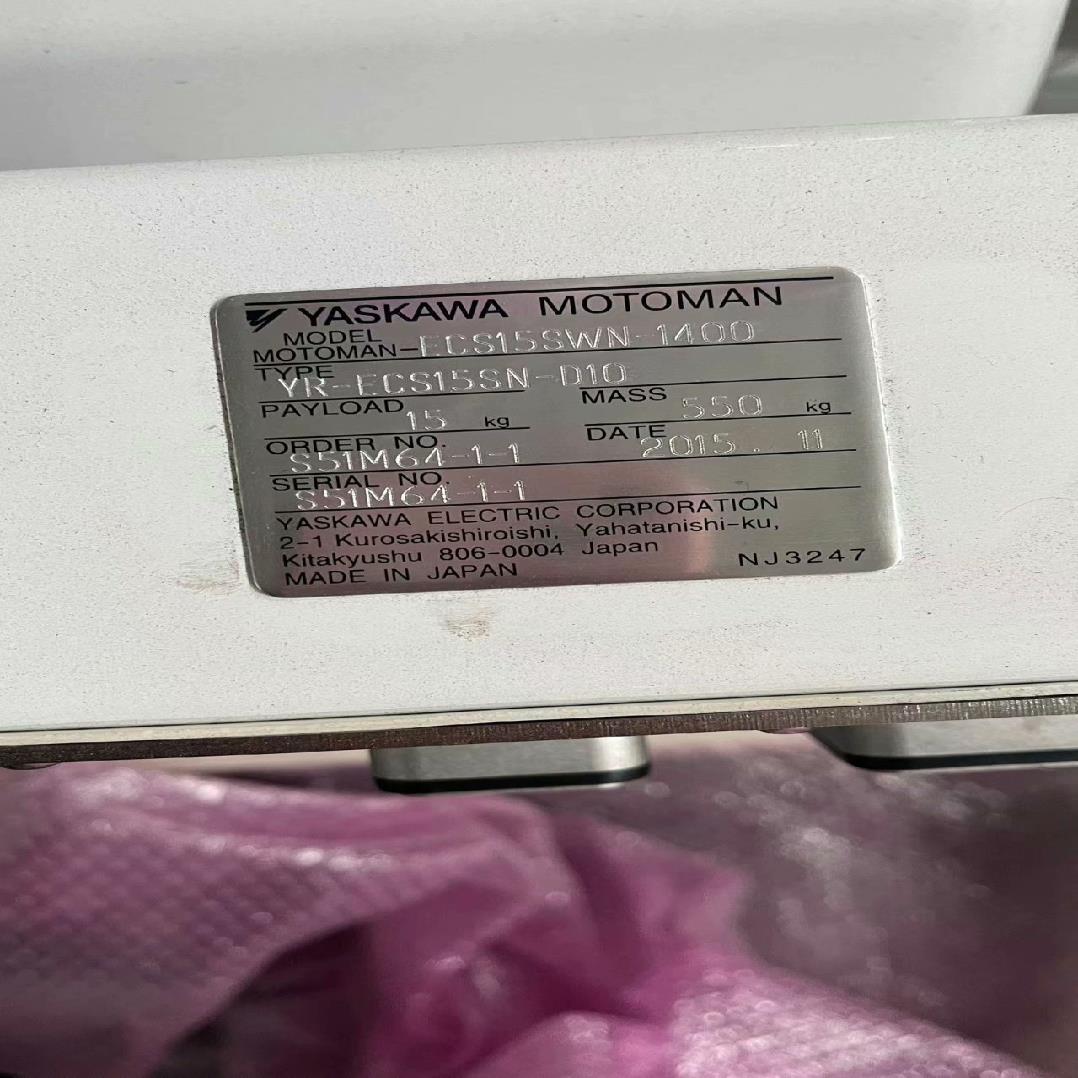 YASKAWA MOTOMAN
MODEL
MOTOMAN-ECS15SWN-1400
TYPE
YR-ECS15SN-D10
PAYLOAD 15 kg MASS 550 kg
ORDER NO. S51M64-1-1 DATE 2015. 11
SERIAL NO.
S51M64-1-1
YASKAWA ELECTRIC CORPORATION
2-1 Kurosakishiroishi, Yahatanishi-ku,
Kitakyushu 806-0004 Japan
MADE IN JAPAN NJ3247